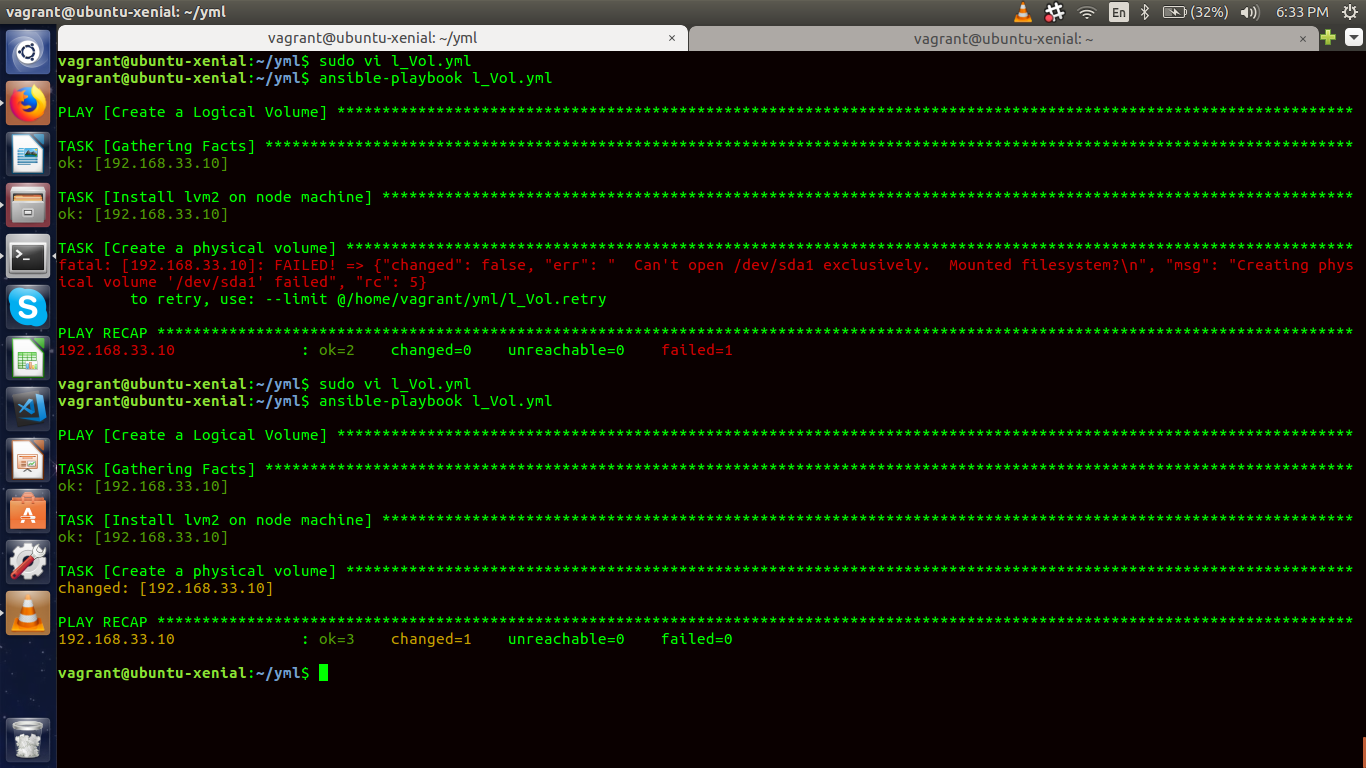 vagrant@ubuntu-xenial: ~/yml
En
(32%)
6:33 PM
vagrant@ubuntu-xenial: ~/yml ×
vagrant@ubuntu-xenial: ~ ×
vagrant@ubuntu-xenial:~/yml$ sudo vi l_Vol.yml
vagrant@ubuntu-xenial:~/yml$ ansible-playbook l_Vol.yml
PLAY [Create a Logical Volume] *****************************************************************************************************************
TASK [Gathering Facts] *************************************************************************************************************************
ok: [192.168.33.10]
TASK [Install lvm2 on node machine] ************************************************************************************************************
ok: [192.168.33.10]
TASK [Create a physical volume] ****************************************************************************************************************
fatal: [192.168.33.10]: FAILED! => {"changed": false, "err": "  Can't open /dev/sda1 exclusively.  Mounted filesystem?\n", "msg": "Creating phys
ical volume '/dev/sda1' failed", "rc": 5}
        to retry, use: --limit @/home/vagrant/yml/l_Vol.retry
PLAY RECAP *************************************************************************************************************************************
192.168.33.10              : ok=2    changed=0    unreachable=0    failed=1
vagrant@ubuntu-xenial:~/yml$ sudo vi l_Vol.yml
vagrant@ubuntu-xenial:~/yml$ ansible-playbook l_Vol.yml
PLAY [Create a Logical Volume] *****************************************************************************************************************
TASK [Gathering Facts] *************************************************************************************************************************
ok: [192.168.33.10]
TASK [Install lvm2 on node machine] ************************************************************************************************************
ok: [192.168.33.10]
TASK [Create a physical volume] ****************************************************************************************************************
changed: [192.168.33.10]
PLAY RECAP *************************************************************************************************************************************
192.168.33.10              : ok=3    changed=1    unreachable=0    failed=0
vagrant@ubuntu-xenial:~/yml$